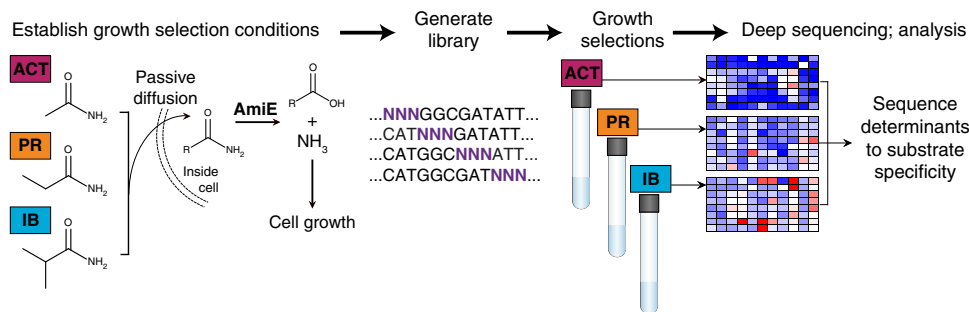 Establish growth selection conditions
Generate
library
Growth
selections
Deep sequencing; analysis
ACT
O
NH2
PR
O
NH2
IB
O
NH2
Passive
diffusion
O
R
NH2
Inside
cell
AmiE
O
R
OH
+
NH3
Cell growth
...NNNGGCGATATT...
...CATNNNGATATT...
...CATGGCNNNATT...
...CATGGCGATNNN...
ACT
PR
IB
Sequence
determinants
to substrate
specificity